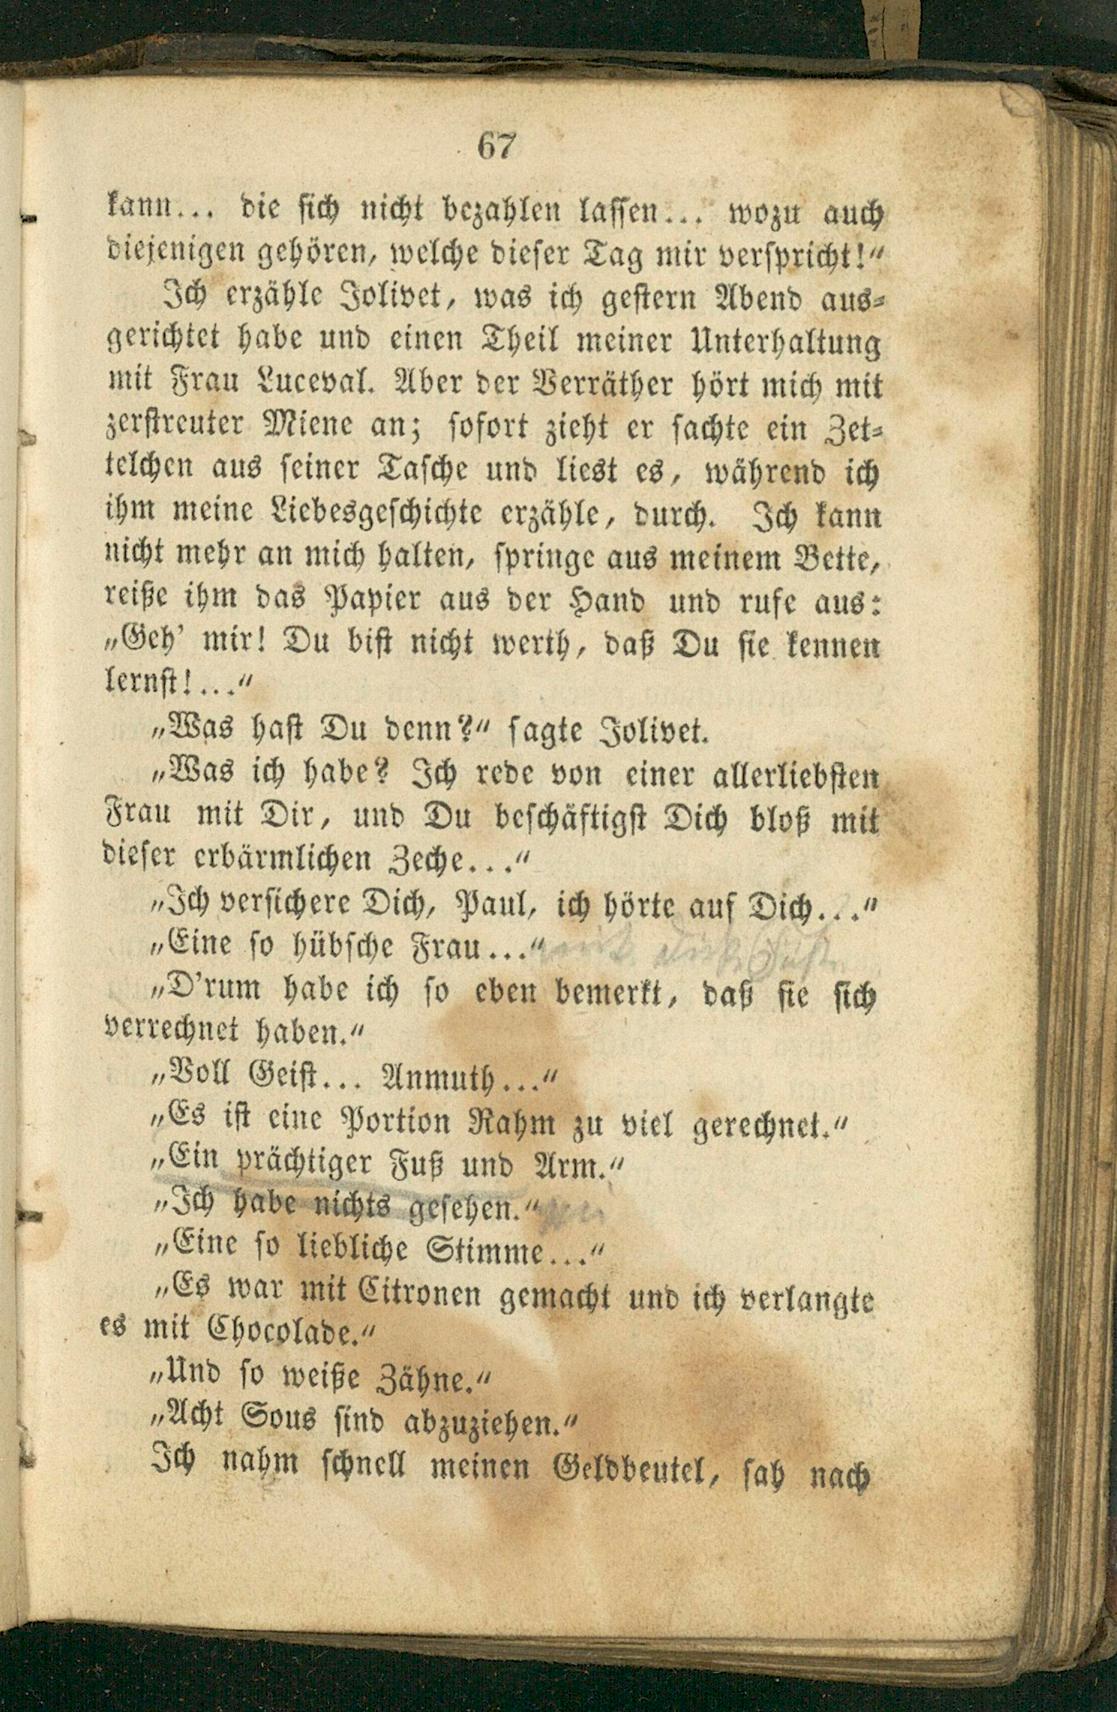 67
kann... die sich nicht bezahlen lassen... wozu auch
diejenigen gehören, welche dieser Tag mir verspricht!“
Ich erzähle Jolivet, was ich gestern Abend aus-
gerichtet habe und einen Theil meiner Unterhaltung
mit Frau Luceval. Aber der Verräther hört mich mit
zerstreuter Miene an; sofort zieht er sachte ein Zet-
telchen aus seiner Tasche und liest es, während ich
ihm meine Liebesgeschichte erzähle, durch. Ich kann
nicht mehr an mich halten, springe aus meinem Bette,
reiße ihm das Papier aus der Hand und rufe aus:
„Geh’ mir! Du bist nicht werth, daß Du sie kennen
lernst!...“
„Was hast Du denn?“ sagte Jolivet.
„Was ich habe? Ich rede von einer allerliebsten
Frau mit Dir, und Du beschäftigst Dich bloß mit
dieser erbärmlichen Zeche...“
„Ich versichere Dich, Paul, ich hörte auf Dich...“
„Eine so hübsche Frau...“
„D’rum habe ich so eben bemerkt, daß sie sich
verrechnet haben.“
„Voll Geist... Anmuth...“
„Es ist eine Portion Rahm zu viel gerechnet.“
„Ein prächtiger Fuß und Arm.“
„Ich habe nichts gesehen.“
„Eine so liebliche Stimme...“
„Es war mit Citronen gemacht und ich verlangte
es mit Chocolade.“
„Und so weiße Zähne.“
„Acht Sous sind abzuziehen.“
Ich nahm schnell meinen Geldbeutel, sah nach